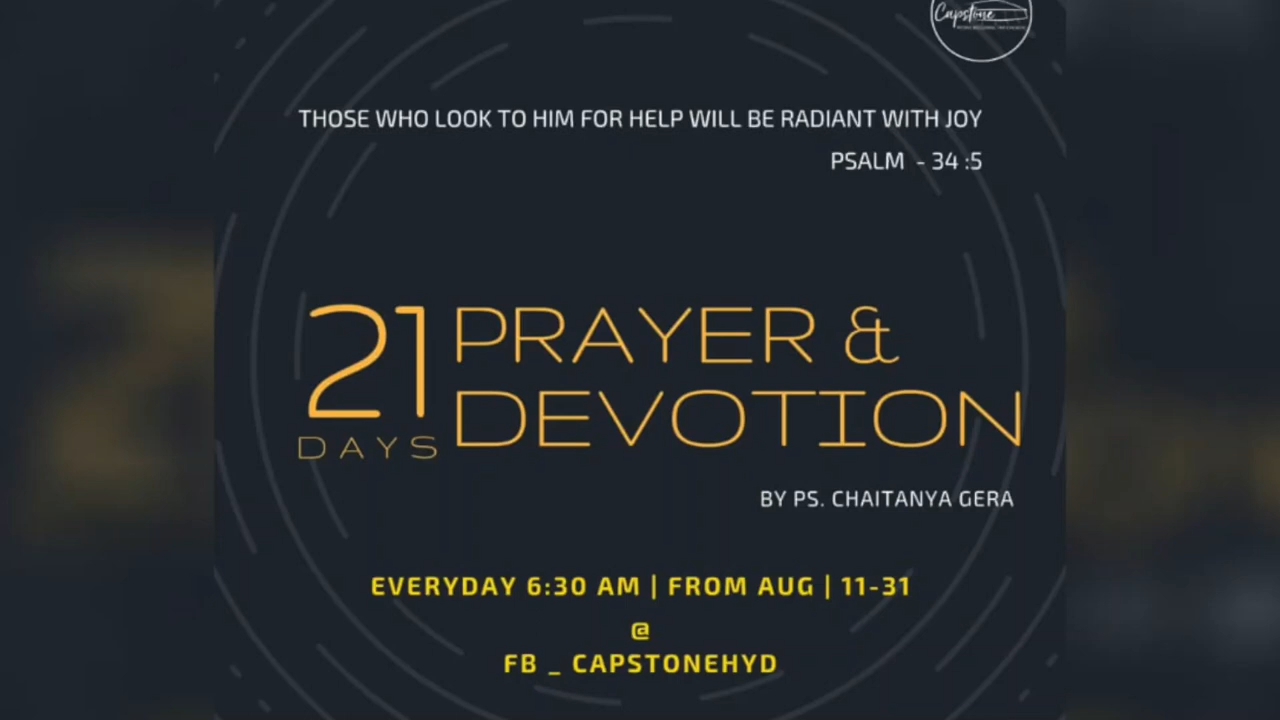 Capstone
THOSE WHO LOOK TO HIM FOR HELP WILL BE RADIANT WITH JOY
PSALM - 34 :5
21 PRAYER &
DAYS DEVOTION
BY PS. CHAITANYA GERA
EVERYDAY 6:30 AM | FROM AUG | 11-31
@
FB _ CAPSTONEHYD